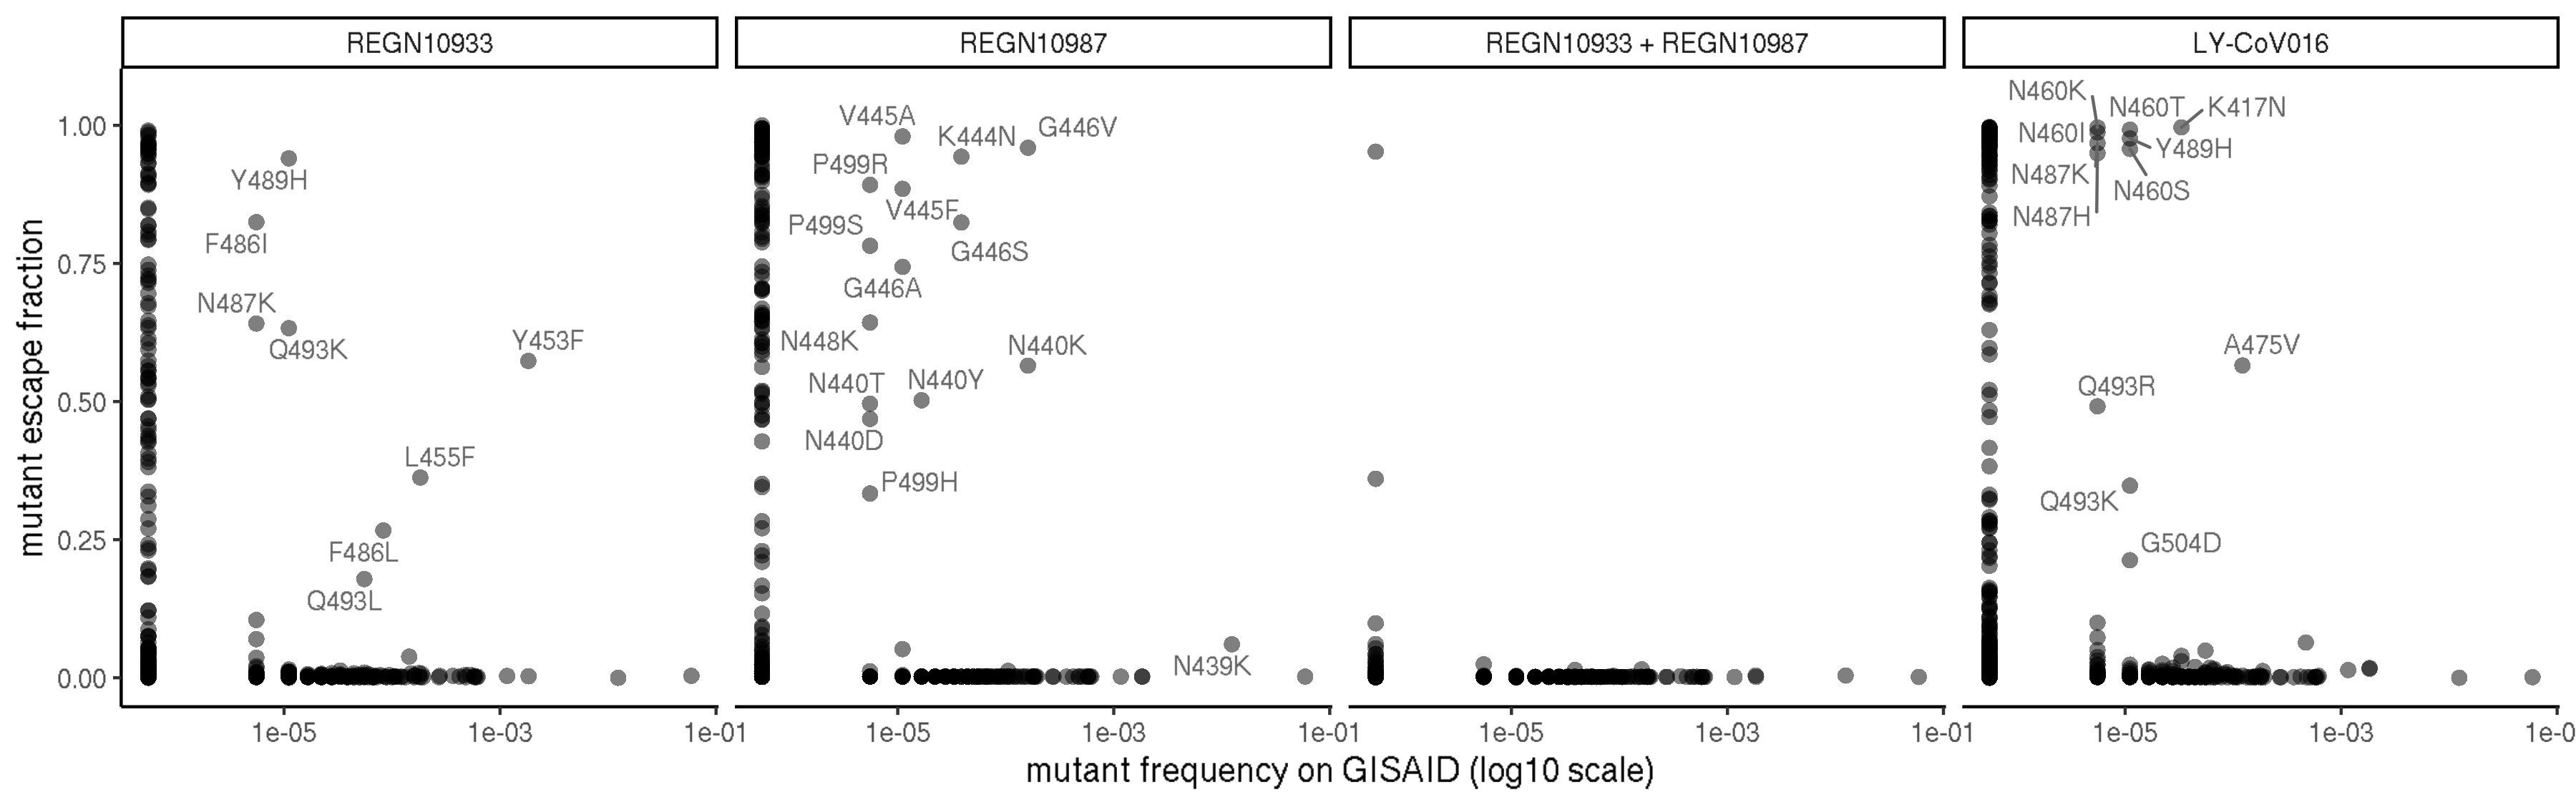 REGN10933
REGN10987
REGN10933 + REGN10987
LY-CoV016
mutant escape fraction
1.00
0.75
0.50
0.25
0.00
Y489H
F486I
N487K
Q493K
Y453F
L455F
F486L
Q493L
V445A
K444N
G446V
P499R
V445F
P499S
G446S
G446A
N448K
N440K
N440T
N440Y
N440D
P499H
N439K
N460K
N460T
K417N
N460I
Y489H
N487K
N460S
N487H
A475V
Q493R
Q493K
G504D
1e-05 1e-03 1e-01
1e-05 1e-03 1e-01
1e-05 1e-03 1e-01
1e-05 1e-03 1e-0
mutant frequency on GISAID (log10 scale)